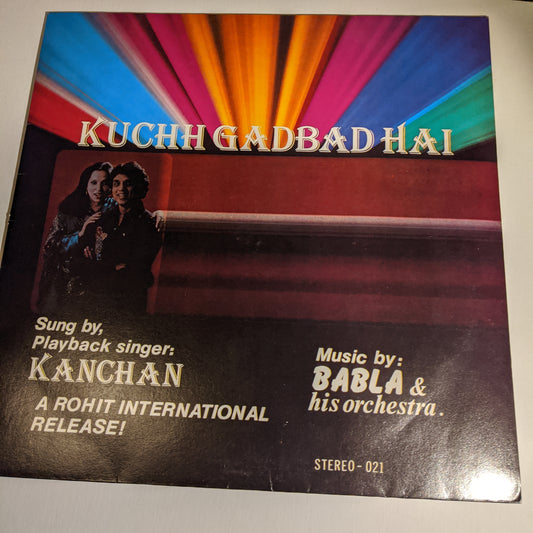 KUCHH GADBAD HAI
Sung by,
Playback singer:
KANCHAN
A ROHIT INTERNATIONAL
RELEASE!
Music by:
BABLA &
his orchestra.
STEREO - 021